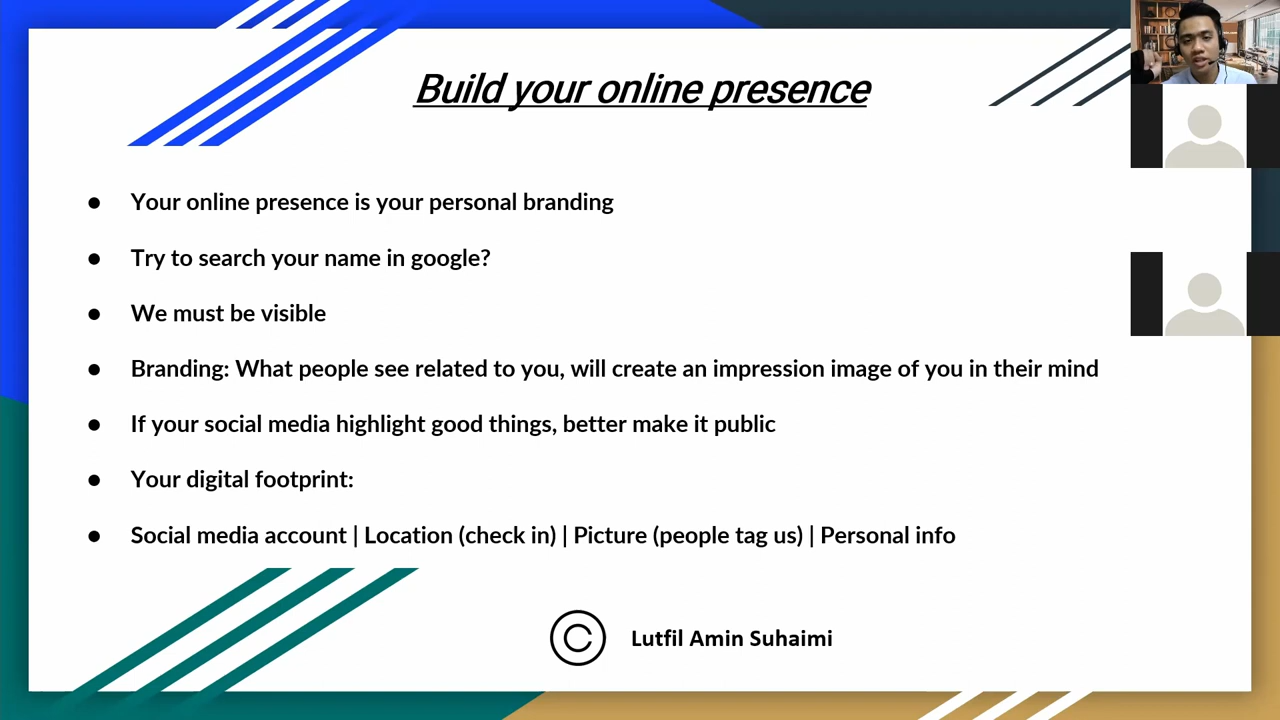 Build your online presence
● Your online presence is your personal branding
● Try to search your name in google?
● We must be visible
● Branding: What people see related to you, will create an impression image of you in their mind
● If your social media highlight good things, better make it public
● Your digital footprint:
● Social media account | Location (check in) | Picture (people tag us) | Personal info
© Lutfil Amin Suhaimi